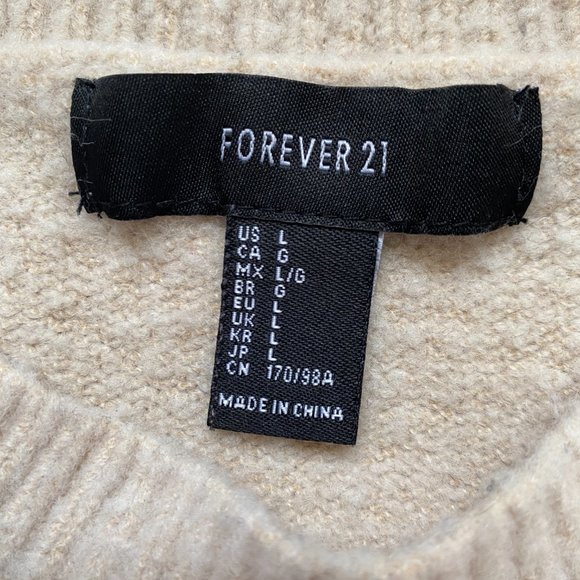 FOREVER 21
US L
CA G
MX L/G
BR G
EU L
UK L
KR L
JP L
CN 170/98A
MADE IN CHINA